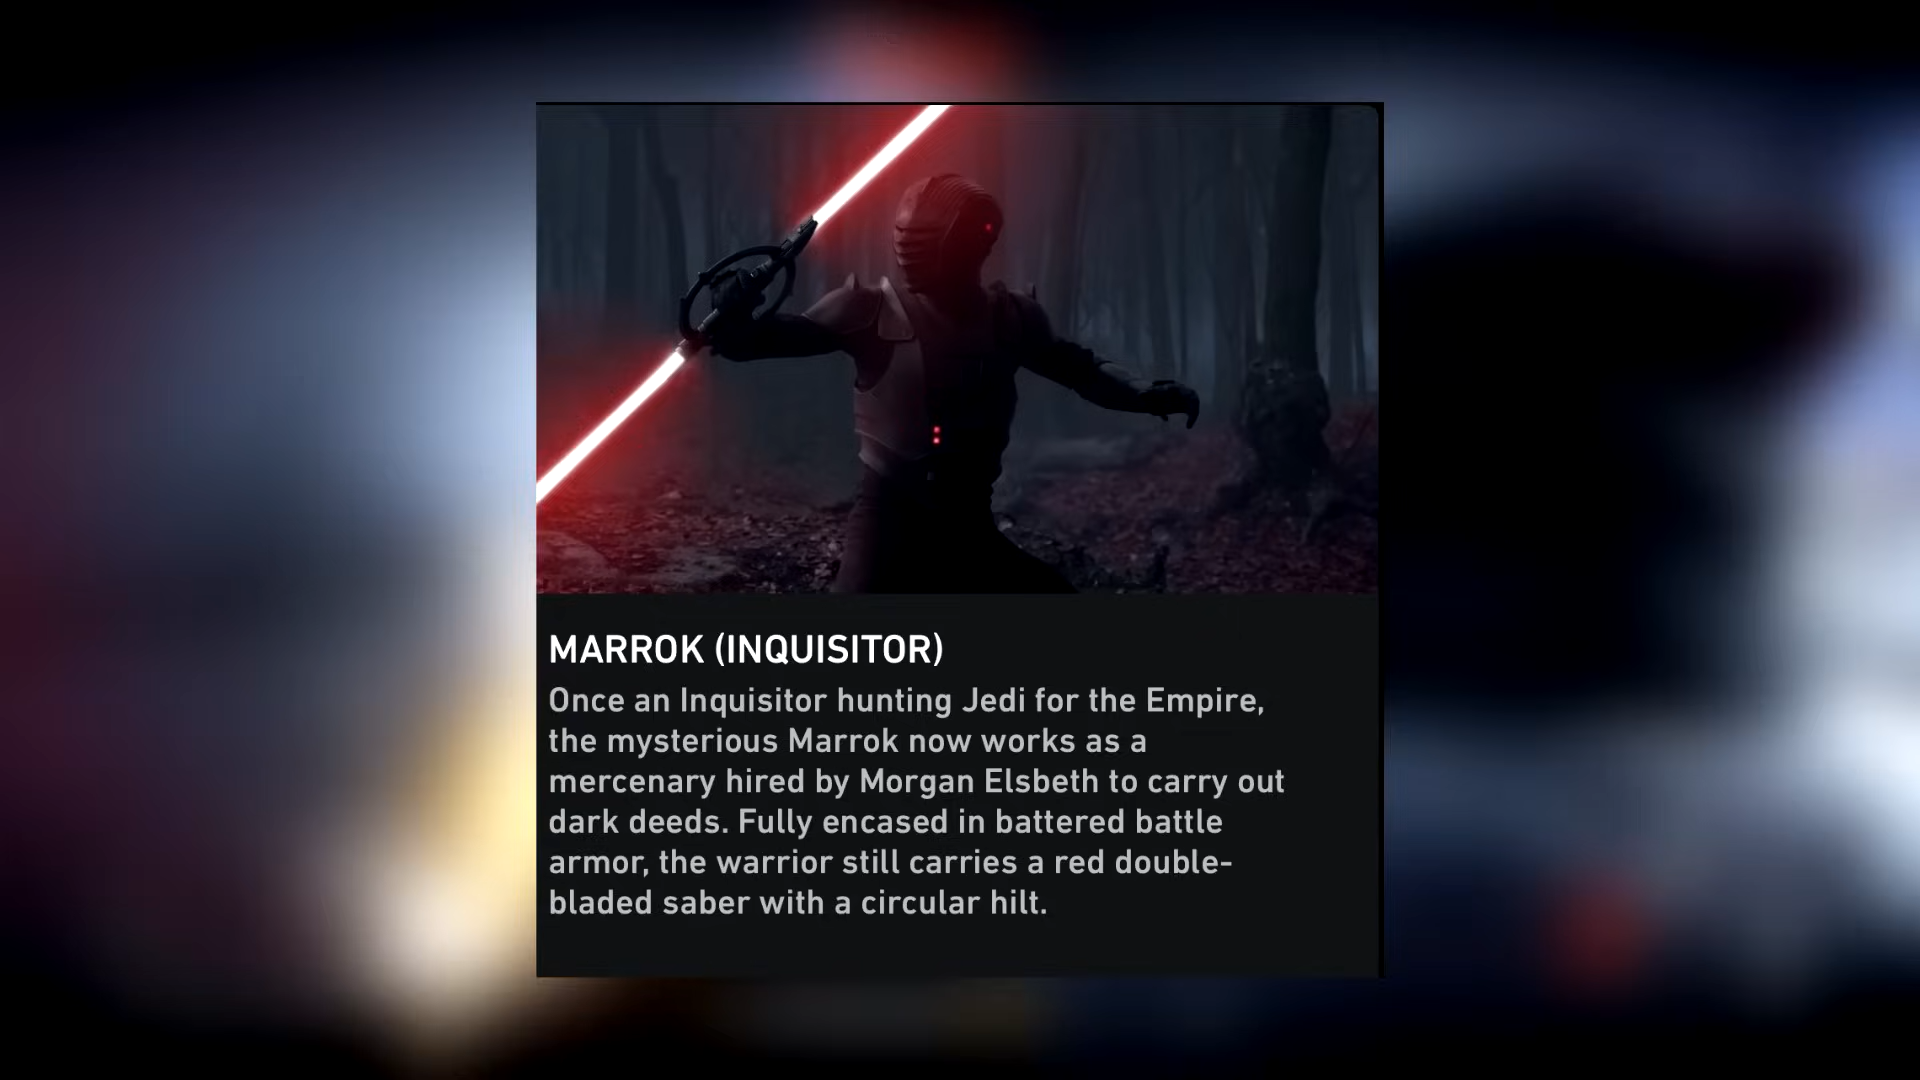 MARROK (INQUISITOR)
Once an Inquisitor hunting Jedi for the Empire,
the mysterious Marrok now works as a
mercenary hired by Morgan Elsbeth to carry out
dark deeds. Fully encased in battered battle
armor, the warrior still carries a red double-
bladed saber with a circular hilt.